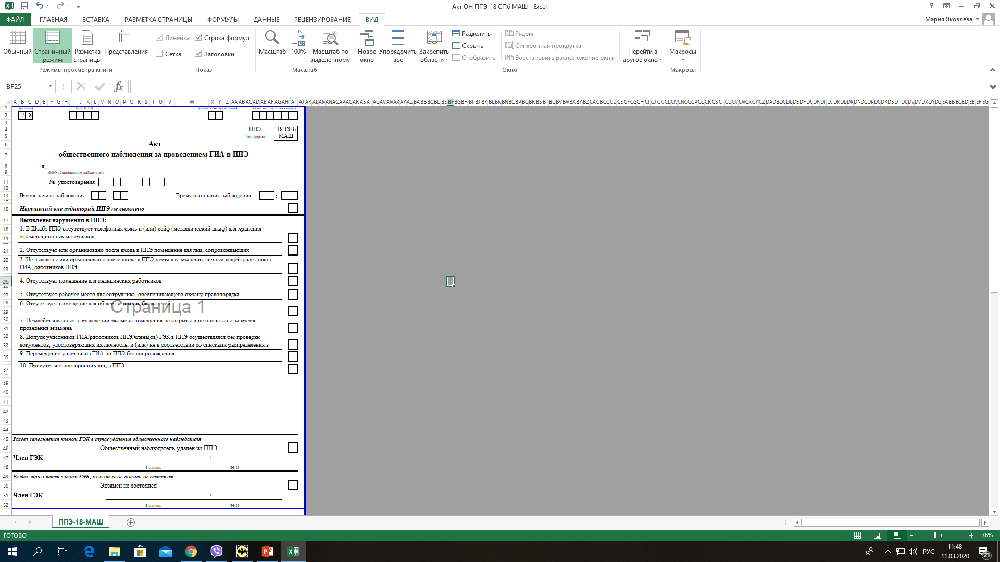 Акт ОН ППЭ-18 СПб МАШ - Excel
ФАЙЛ ГЛАВНАЯ ВСТАВКА РАЗМЕТКА СТРАНИЦЫ ФОРМУЛЫ ДАННЫЕ РЕЦЕНЗИРОВАНИЕ ВИД Мария Яковлева
Обычный Страничный режим Разметка страницы Представления
Режимы просмотра книги
Линейка Строка формул
Сетка Заголовки
Показ
Масштаб 100% Масштаб по выделенному
Масштаб
Новое окно Упорядочить все Закрепить области
Разделить
Скрыть
Отобразить
Рядом
Синхронная прокрутка
Восстановить расположение окна
Перейти в другое окно
Окно
Макросы
Макросы
BF25
(регион) (код ППЭ) (количество аудиторий) (дата экз.: число-месяц-год)
7 8
ППЭ- 18-СПб
(код формы) МАШ
Акт
общественного наблюдения за проведением ГИА в ППЭ
я,
ФИО общественного наблюдателя
№ удостоверения
Время начала наблюдения : Время окончания наблюдения :
Нарушений вне аудиторий ППЭ не выявлено
Выявлены нарушения в ППЭ:
1. В Штабе ППЭ отсутствует телефонная связь и (или) сейф (металлический шкаф) для хранения
экзаменационных материалов
2. Отсутствует или организовано после входа в ППЭ помещение для лиц, сопровождающих
3. Не выделены или организованы после входа в ППЭ места для хранения личных вещей участников
ГИА, работников ППЭ
4. Отсутствует помещение для медицинских работников
5. Отсутствует рабочее место для сотрудника, обеспечивающего охрану правопорядка
6. Отсутствует помещение для общественных наблюдателей
Страница 1
7. Незадействованные в проведении экзамена помещения не закрыты и не опечатаны на время
проведения экзамена
8. Допуск участников ГИА/работников ППЭ/члена(ов) ГЭК в ППЭ осуществлялся без проверки
документов, удостоверяющих их личность, и (или) не в соответствии со списками распределения в
9. Перемещение участников ГИА по ППЭ без сопровождения
10. Присутствие посторонних лиц в ППЭ
Раздел заполняется членом ГЭК в случае удаления общественного наблюдателя
Общественный наблюдатель удален из ППЭ
Член ГЭК /
Подпись ФИО
Раздел заполняется членом ГЭК, в случае если экзамен не состоялся
Экзамен не состоялся
Член ГЭК /
Подпись ФИО
ППЭ-18-МАШ
ГОТОВО 76%
РУС 11:48
11.03.2020 21